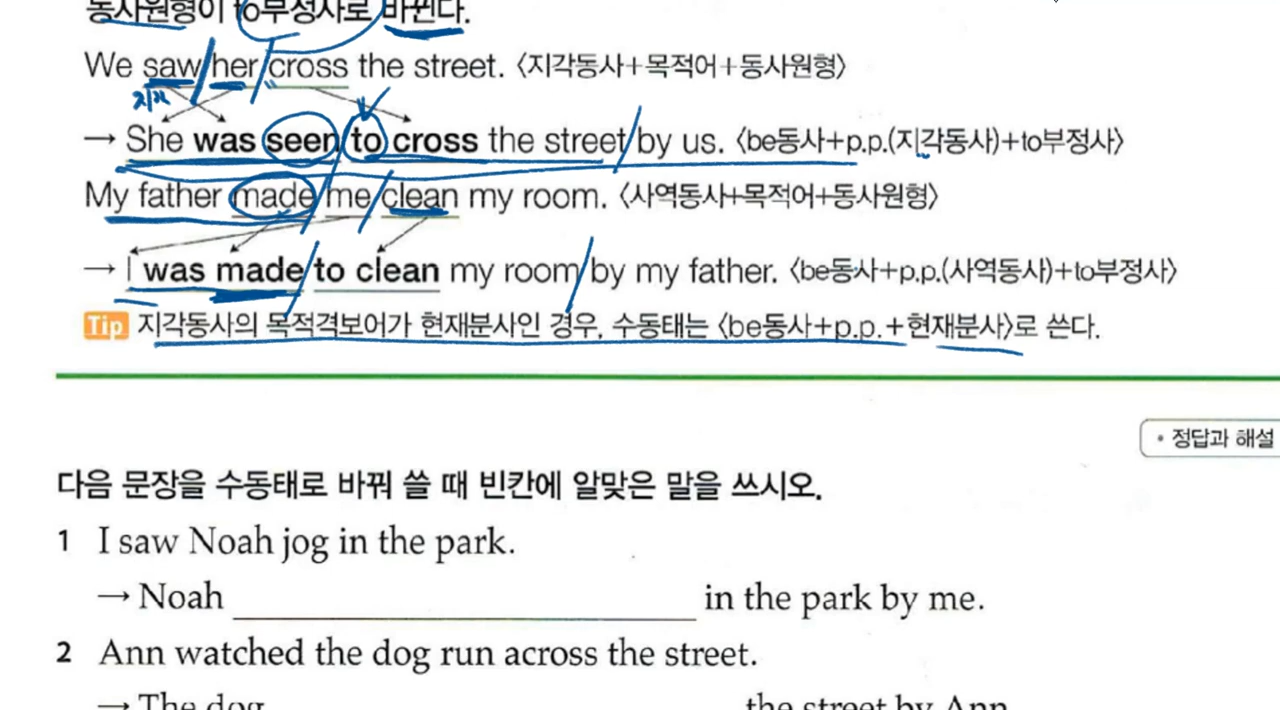 동사원형이 to부정사로 바뀐다.
We saw her cross the street. 〈지각동사+목적어+동사원형〉
지각
→ She was seen to cross the street by us. 〈be동사+p.p.(지각동사)+to부정사〉
My father made me clean my room. 〈사역동사+목적어+동사원형〉
→ I was made to clean my room by my father. 〈be동사+p.p.(사역동사)+to부정사〉
Tip 지각동사의 목적격보어가 현재분사인 경우, 수동태는 〈be동사+p.p.+현재분사〉로 쓴다.
• 정답과 해설
다음 문장을 수동태로 바꿔 쓸 때 빈칸에 알맞은 말을 쓰시오.
1 I saw Noah jog in the park.
→ Noah in the park by me.
2 Ann watched the dog run across the street.
→ The dog the street by Ann